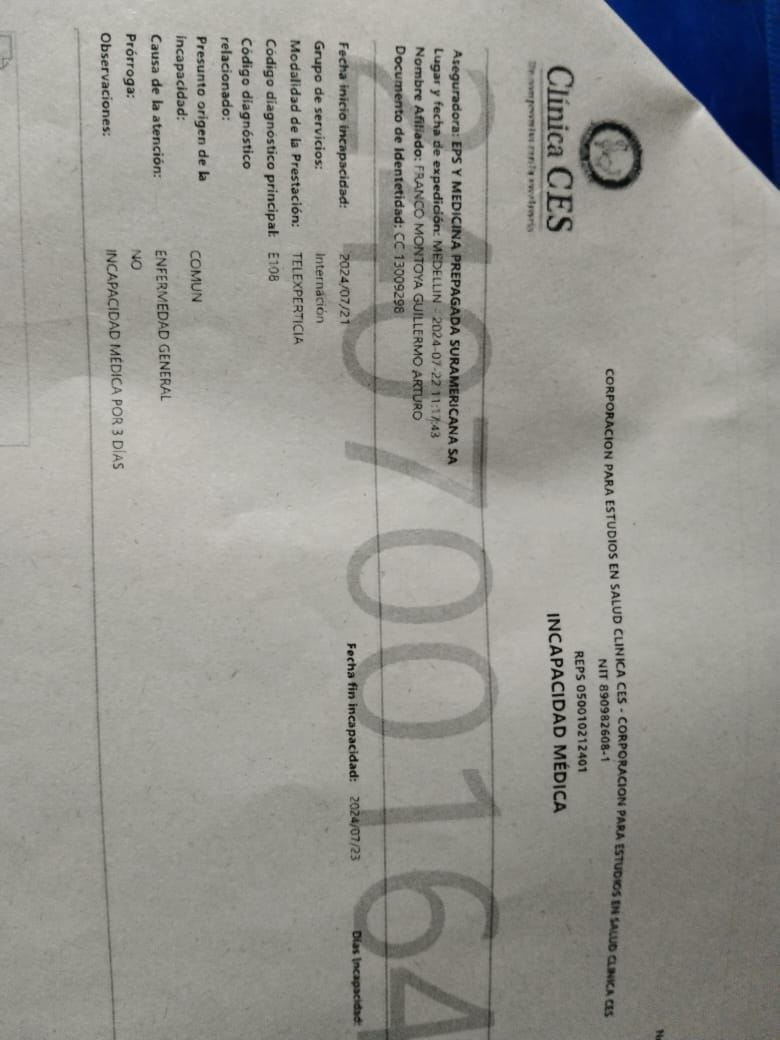 Clínica CES
CORPORACION PARA ESTUDIOS EN SALUD CLINICA CES - CORPORACION PARA ESTUDIOS EN SALUD CLINICA CES
NIT 890982608-1
REPS 050010212401
INCAPACIDAD MÉDICA
240700164
Aseguradora: EPS Y MEDICINA PREPAGADA SURAMERICANA SA
Lugar y fecha de expedición: MEDELLIN - 2024-07-22 11:17:43
Nombre Afiliado: FRANCO MONTOYA GUILLERMO ARTURO
Documento de Identetidad: CC 13009298
Fecha inicio incapacidad: 2024/07/21 Fecha fin incapacidad: 2024/07/23 Días Incapacidad:
Grupo de servicios: Internación
Modalidad de la Prestación: TELEXPERTICIA
Código diagnóstico principal: E108
Código diagnóstico
relacionado:
Presunto origen de la
incapacidad: COMUN
Causa de la atención: ENFERMEDAD GENERAL
Prórroga: NO
Observaciones: INCAPACIDAD MÉDICA POR 3 DÍAS